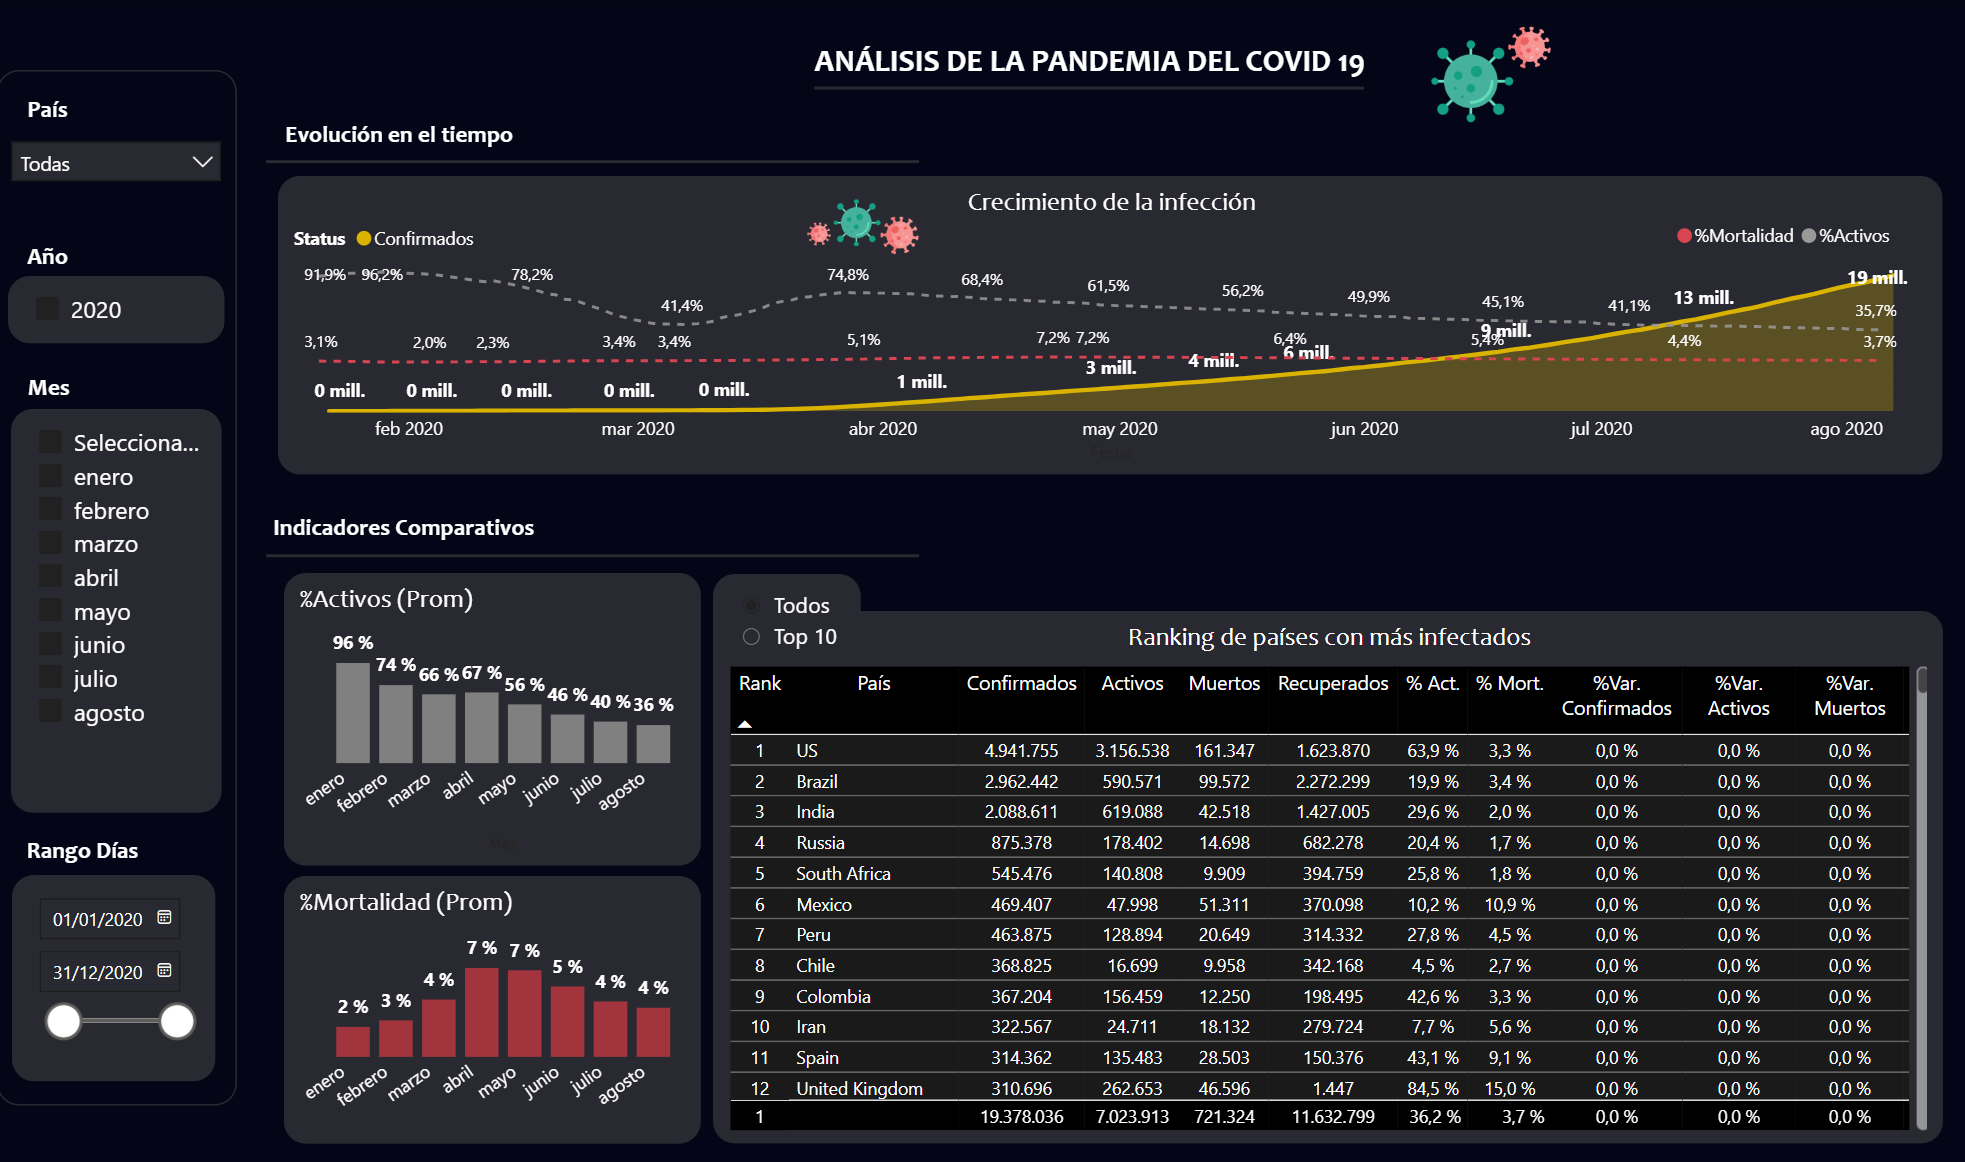 ANÁLISIS DE LA PANDEMIA DEL COVID 19
País
Todas
Año
2020
Mes
Selecciona...
enero
febrero
marzo
abril
mayo
junio
julio
agosto
Rango Días
01/01/2020
31/12/2020
Evolución en el tiempo
Crecimiento de la infección
Status Confirmados
%Mortalidad %Activos
91,9% 96,2% 78,2% 41,4% 74,8% 68,4% 61,5% 56,2% 49,9% 45,1% 41,1% 35,7%
3,1% 2,0% 2,3% 3,4% 3,4% 5,1% 7,2% 7,2% 6,4% 5,4% 4,4% 3,7%
0 mill. 0 mill. 0 mill. 0 mill. 0 mill. 1 mill. 3 mill. 4 mill. 6 mill. 9 mill. 13 mill. 19 mill.
feb 2020 mar 2020 abr 2020 may 2020 jun 2020 jul 2020 ago 2020
Fecha
Indicadores Comparativos
%Activos (Prom)
96 % 74 % 66 % 67 % 56 % 46 % 40 % 36 %
enero febrero marzo abril mayo junio julio agosto
Mes
%Mortalidad (Prom)
2 % 3 % 4 % 7 % 7 % 5 % 4 % 4 %
enero febrero marzo abril mayo junio julio agosto
Todos
Top 10
Ranking de países con más infectados
Rank País Confirmados Activos Muertos Recuperados % Act. % Mort. %Var. Confirmados %Var. Activos %Var. Muertos
1 US 4.941.755 3.156.538 161.347 1.623.870 63,9 % 3,3 % 0,0 % 0,0 % 0,0 %
2 Brazil 2.962.442 590.571 99.572 2.272.299 19,9 % 3,4 % 0,0 % 0,0 % 0,0 %
3 India 2.088.611 619.088 42.518 1.427.005 29,6 % 2,0 % 0,0 % 0,0 % 0,0 %
4 Russia 875.378 178.402 14.698 682.278 20,4 % 1,7 % 0,0 % 0,0 % 0,0 %
5 South Africa 545.476 140.808 9.909 394.759 25,8 % 1,8 % 0,0 % 0,0 % 0,0 %
6 Mexico 469.407 47.998 51.311 370.098 10,2 % 10,9 % 0,0 % 0,0 % 0,0 %
7 Peru 463.875 128.894 20.649 314.332 27,8 % 4,5 % 0,0 % 0,0 % 0,0 %
8 Chile 368.825 16.699 9.958 342.168 4,5 % 2,7 % 0,0 % 0,0 % 0,0 %
9 Colombia 367.204 156.459 12.250 198.495 42,6 % 3,3 % 0,0 % 0,0 % 0,0 %
10 Iran 322.567 24.711 18.132 279.724 7,7 % 5,6 % 0,0 % 0,0 % 0,0 %
11 Spain 314.362 135.483 28.503 150.376 43,1 % 9,1 % 0,0 % 0,0 % 0,0 %
12 United Kingdom 310.696 262.653 46.596 1.447 84,5 % 15,0 % 0,0 % 0,0 % 0,0 %
1 19.378.036 7.023.913 721.324 11.632.799 36,2 % 3,7 % 0,0 % 0,0 % 0,0 %